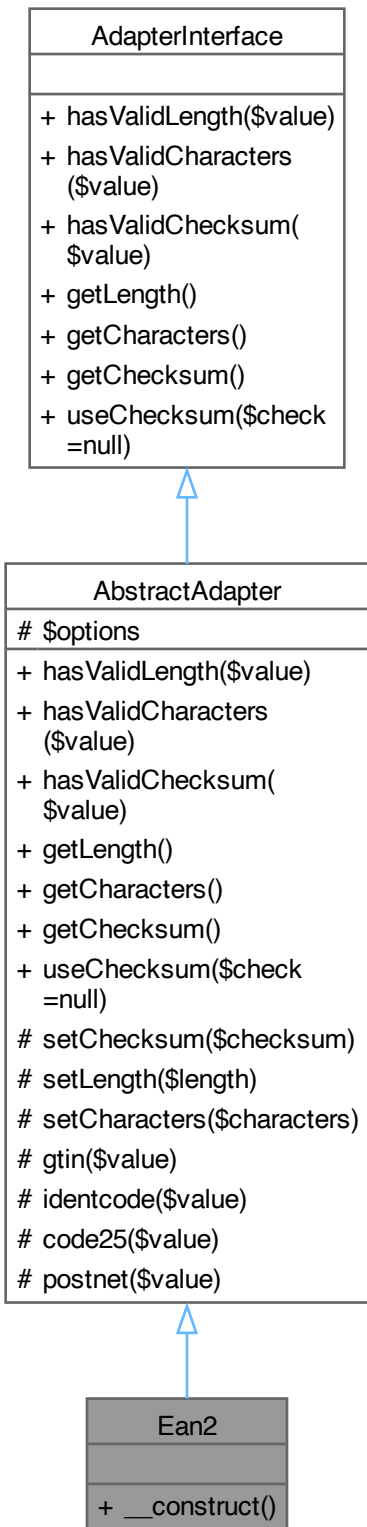 AdapterInterface
+ hasValidLength($value)
+ hasValidCharacters
($value)
+ hasValidChecksum(
$value)
+ getLength()
+ getCharacters()
+ getChecksum()
+ useChecksum($check
=null)
AbstractAdapter
# $options
+ hasValidLength($value)
+ hasValidCharacters
($value)
+ hasValidChecksum(
$value)
+ getLength()
+ getCharacters()
+ getChecksum()
+ useChecksum($check
=null)
# setChecksum($checksum)
# setLength($length)
# setCharacters($characters)
# gtin($value)
# identcode($value)
# code25($value)
# postnet($value)
Ean2
+ __construct()